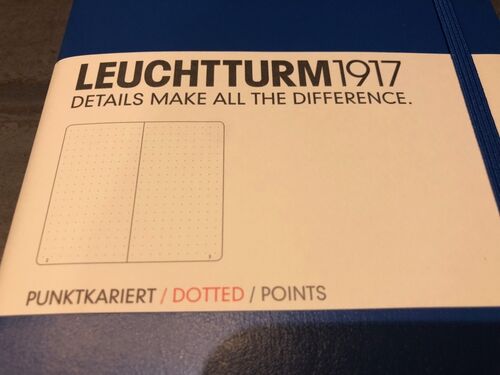 LEUCHTTURM1917
DETAILS MAKE ALL THE DIFFERENCE.
PUNKTKARIERT / DOTTED / POINTS